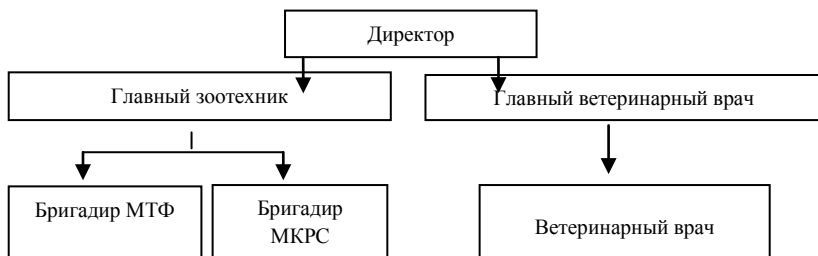 Директор
Главный зоотехник
Главный ветеринарный врач
Бригадир МТФ
Бригадир
МКРС
Ветеринарный врач